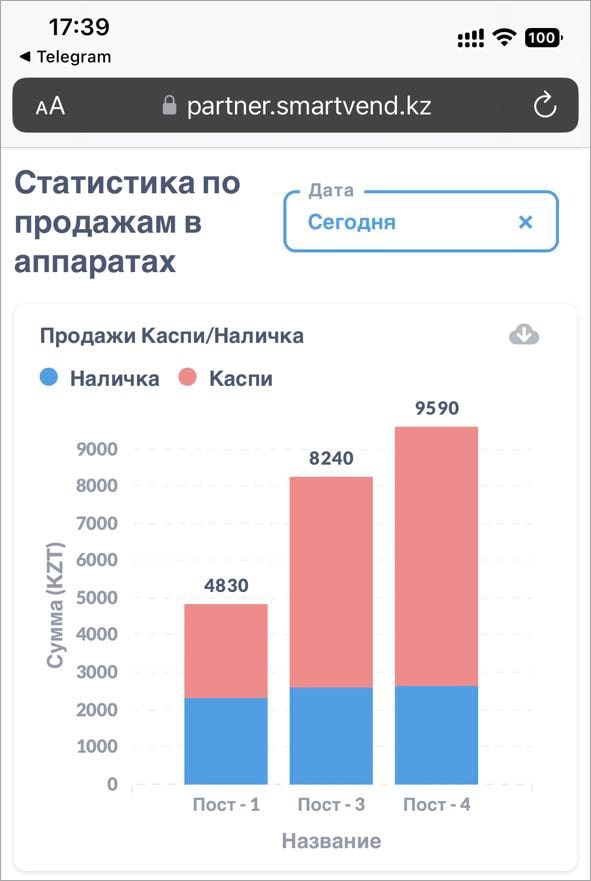 17:39
100
◀ Telegram
AA
partner.smartvend.kz
Статистика по
продажам в
аппаратах
Дата
Сегодня
Продажи Каспи/Наличка
Наличка
Каспи
9590
8240
4830
9000
8000
7000
6000
5000
4000
3000
2000
1000
0
Сумма (KZT)
Пост - 1
Пост - 3
Пост - 4
Название